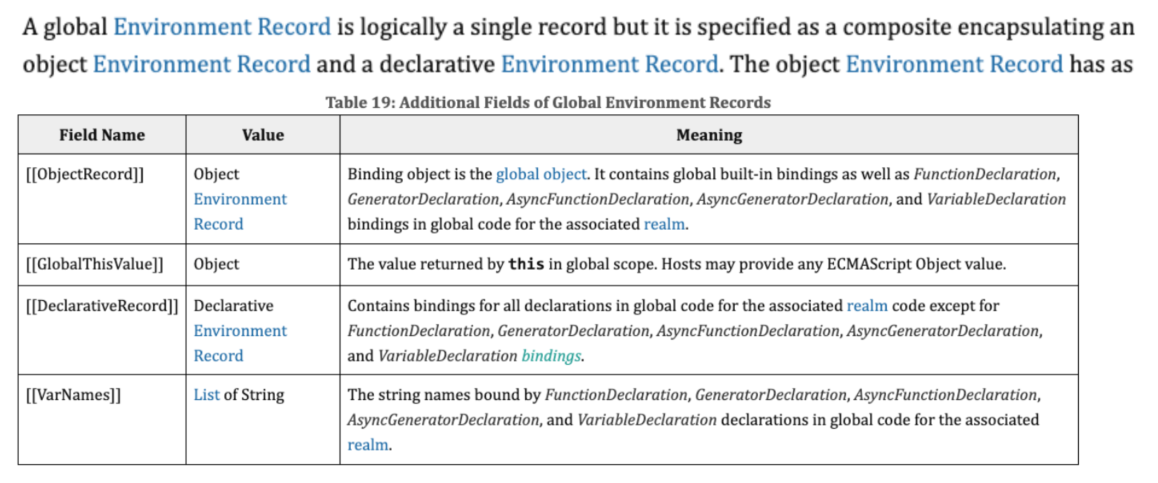 A global Environment Record is logically a single record but it is specified as a composite encapsulating an
object Environment Record and a declarative Environment Record. The object Environment Record has as
Table 19: Additional Fields of Global Environment Records
Field Name Value Meaning
[[ObjectRecord]] Object Binding object is the global object. It contains global built-in bindings as well as FunctionDeclaration,
Environment GeneratorDeclaration, AsyncFunctionDeclaration, AsyncGeneratorDeclaration, and VariableDeclaration
Record bindings in global code for the associated realm.
[[GlobalThisValue]] Object The value returned by this in global scope. Hosts may provide any ECMAScript Object value.
[[DeclarativeRecord]] Declarative Contains bindings for all declarations in global code for the associated realm code except for
Environment FunctionDeclaration, GeneratorDeclaration, AsyncFunctionDeclaration, AsyncGeneratorDeclaration,
Record and VariableDeclaration bindings.
[[VarNames]] List of String The string names bound by FunctionDeclaration, GeneratorDeclaration, AsyncFunctionDeclaration,
AsyncGeneratorDeclaration, and VariableDeclaration declarations in global code for the associated
realm.